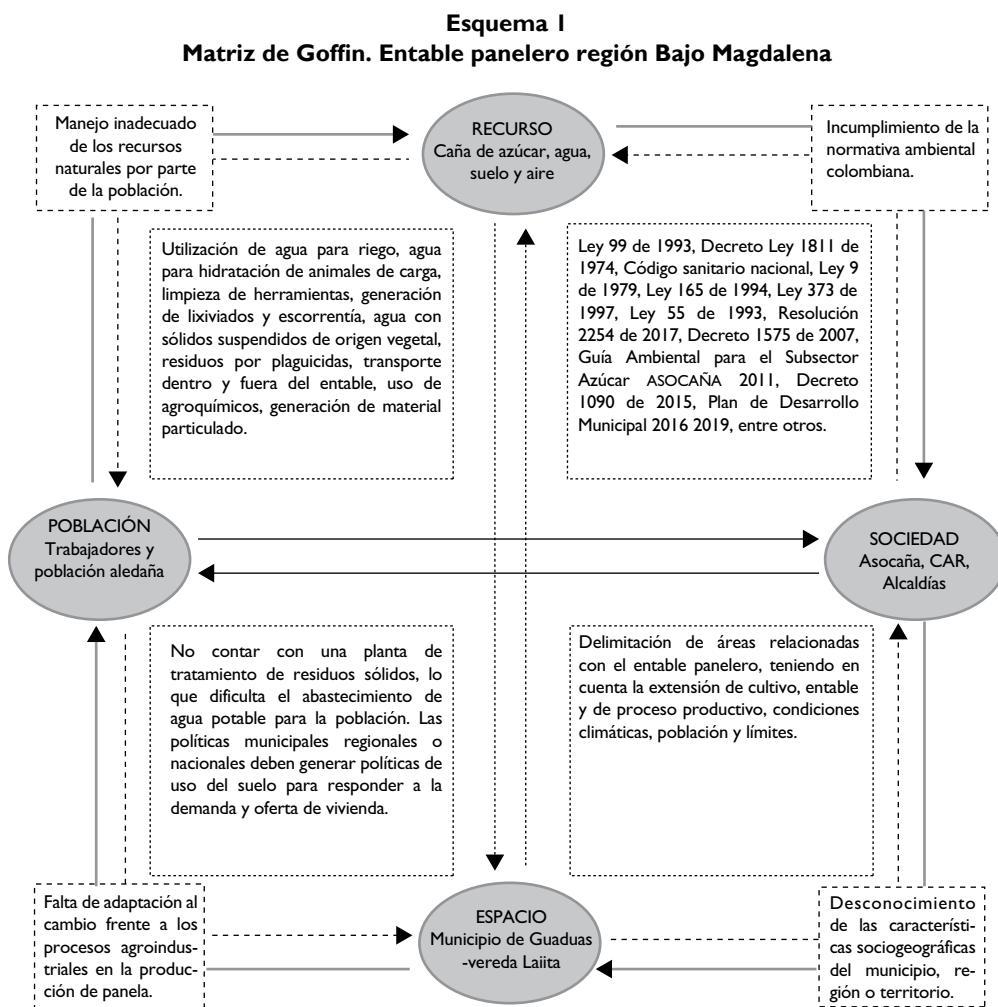 Esquema 1
Matriz de Goffin. Entable panelero región Bajo Magdalena
Manejo inadecuado
de los recursos
naturales por parte
de la población.
RECURSO
Caña de azúcar, agua,
suelo y aire
Incumplimiento de la
normativa ambiental
colombiana.
Utilización de agua para riego, agua
para hidratación de animales de carga,
limpieza de herramientas, generación
de lixiviados y escorrentía, agua con
sólidos suspendidos de origen vegetal,
residuos por plaguicidas, transporte
dentro y fuera del entable, uso de
agroquímicos, generación de material
particulado.
Ley 99 de 1993, Decreto Ley 1811 de
1974, Código sanitario nacional, Ley 9
de 1979, Ley 165 de 1994, Ley 373 de
1997, Ley 55 de 1993, Resolución
2254 de 2017, Decreto 1575 de 2007,
Guía Ambiental para el Subsector
Azúcar ASOCAÑA 2011, Decreto
1090 de 2015, Plan de Desarrollo
Municipal 2016 2019, entre otros.
POBLACIÓN
Trabajadores y
población aledaña
SOCIEDAD
Asocaña, CAR,
Alcaldías
No contar con una planta de
tratamiento de residuos sólidos, lo
que dificulta el abastecimiento de
agua potable para la población. Las
políticas municipales regionales o
nacionales deben generar políticas de
uso del suelo para responder a la
demanda y oferta de vivienda.
Delimitación de áreas relacionadas
con el entable panelero, teniendo en
cuenta la extensión de cultivo, entable
y de proceso productivo, condiciones
climáticas, población y límites.
Falta de adaptación al
cambio frente a los
procesos agroindus-
triales en la produc-
ción de panela.
ESPACIO
Municipio de Guaduas
-vereda Laiita
Desconocimiento
de las característi-
cas sociogeográficas
del municipio, re-
gión o territorio.